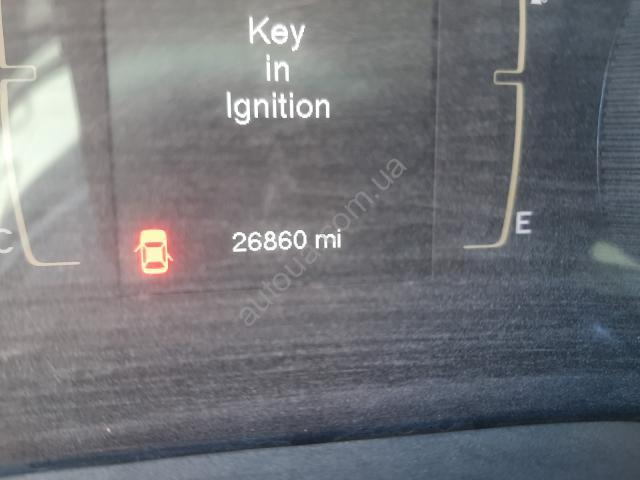 Key
in
Ignition
26860 mi
E
C
autoua.com.ua